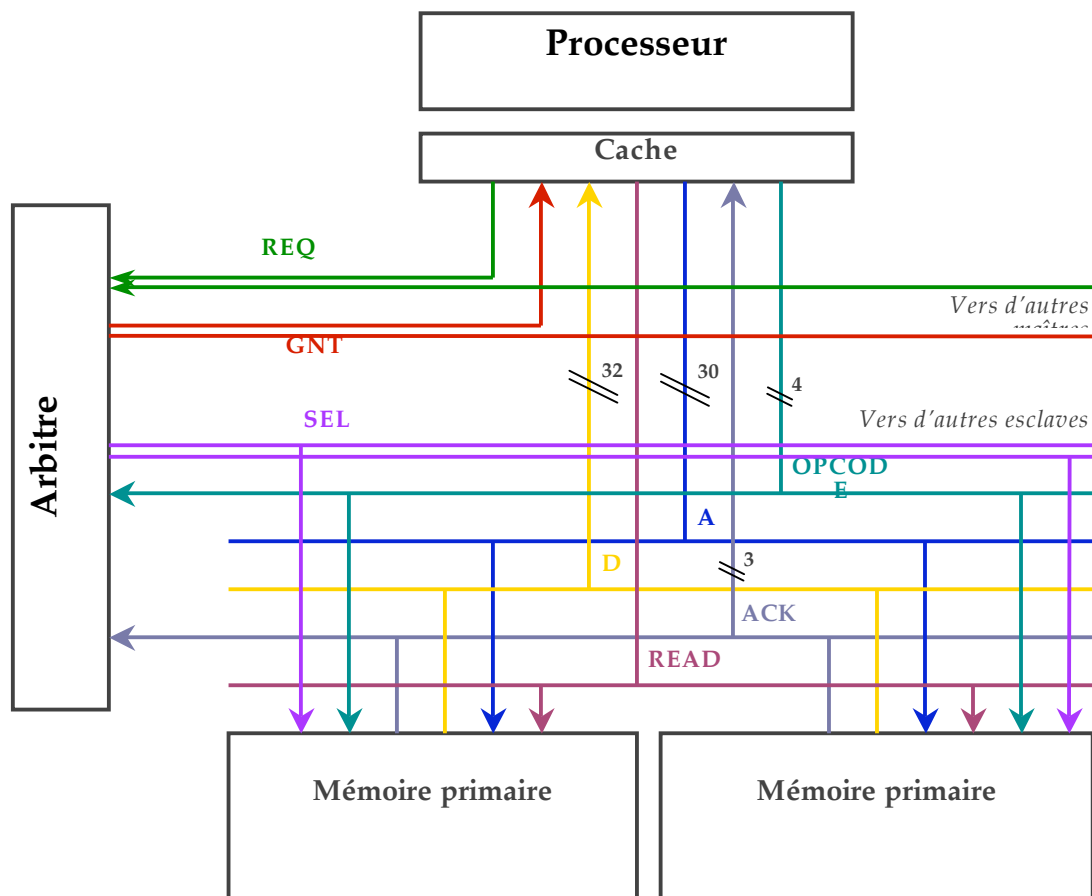 Processeur
Cache
REQ
Vers d'autres
maîtres
GNT
32
30
4
SEL
Vers d'autres esclaves
OPCOD
E
Arbitre
A
D
3
ACK
READ
Mémoire primaire
Mémoire primaire